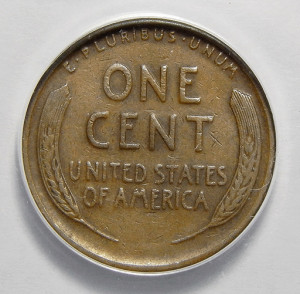 E·PLURIBUS·UNUM
ONE
CENT
UNITED STATES
OF AMERICA